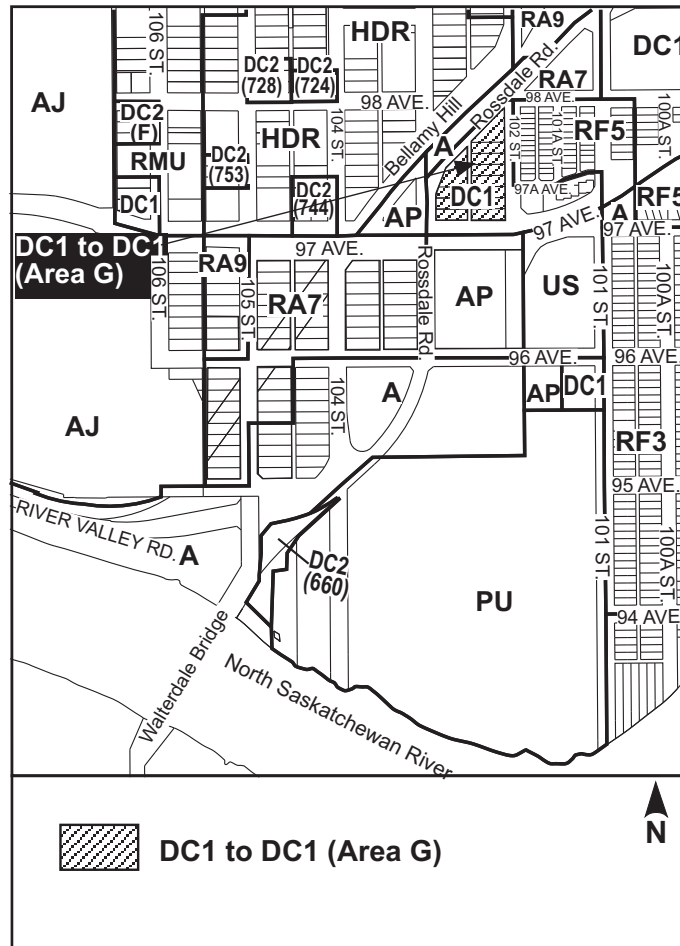 RA9
106 ST.
HDR
DC1
DC2
(728)
DC2
(724)
Rossdale Rd.
RA7
AJ
98 AVE.
98 AVE.
DC2
(F)
HDR
104 ST.
Bellamy Hill
A
102 ST.
101A ST.
RF5
100A ST.
RMU
DC2
(753)
DC1
97A AVE.
DC1
DC2
(744)
AP
RF5
A
97 AVE.
97 AVE.
DC1 to DC1
(Area G)
97 AVE.
106 ST.
RA9
105 ST.
RA7
Rossdale Rd.
AP
US
101 ST.
100A ST.
96 AVE.
96 AVE.
A
AP
DC1
104 ST.
AJ
RF3
95 AVE.
RIVER VALLEY RD.
A
DC2
(660)
101 ST.
100A ST.
PU
94 AVE.
Walterdale Bridge
North Saskatchewan River
N
DC1 to DC1 (Area G)